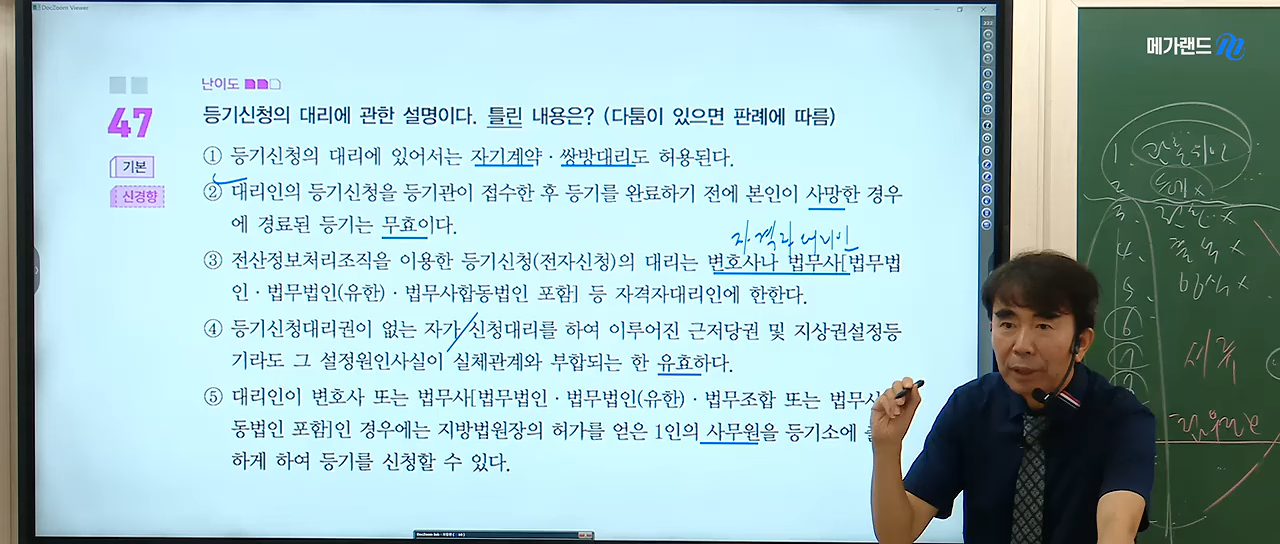 DocZoom Viewer
메가랜드
난이도
47
등기신청의 대리에 관한 설명이다. 틀린 내용은? (다툼이 있으면 판례에 따름)
기본
신경향
① 등기신청의 대리에 있어서는 자기계약·쌍방대리도 허용된다.
② 대리인의 등기신청을 등기관이 접수한 후 등기를 완료하기 전에 본인이 사망한 경우
에 경료된 등기는 무효이다.
자격자대리인
③ 전산정보처리조직을 이용한 등기신청(전자신청)의 대리는 변호사나 법무사[법무법
인·법무법인(유한)·법무사합동법인 포함] 등 자격자대리인에 한한다.
④ 등기신청대리권이 없는 자가 신청대리를 하여 이루어진 근저당권 및 지상권설정등
기라도 그 설정원인사실이 실체관계와 부합되는 한 유효하다.
⑤ 대리인이 변호사 또는 법무사[법무법인·법무법인(유한)·법무조합 또는 법무사
동법인 포함]인 경우에는 지방법원장의 허가를 얻은 1인의 사무원을 등기소에
하게 하여 등기를 신청할 수 있다.
1.
2.
3.
4.
5.